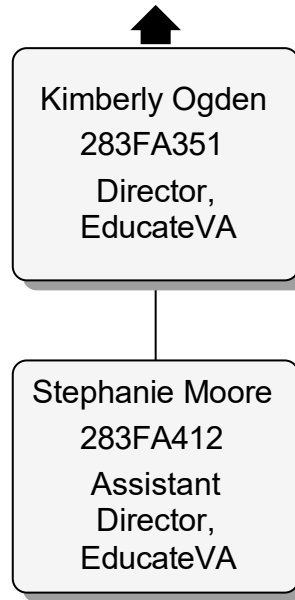 Kimberly Ogden
283FA351
Director,
EducateVA
Stephanie Moore
283FA412
Assistant
Director,
EducateVA